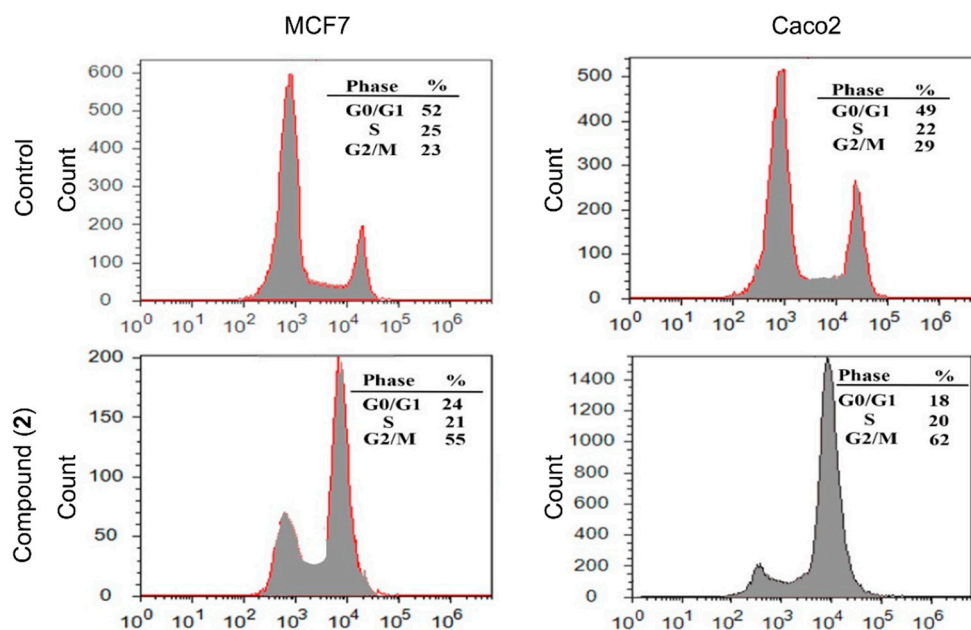 MCF7
Caco2
Control
Count
600
500
400
300
200
100
0
10^0 10^1 10^2 10^3 10^4 10^5 10^6
Phase %
G0/G1 52
S 25
G2/M 23
Count
500
400
300
200
100
0
10^0 10^1 10^2 10^3 10^4 10^5 10^6
Phase %
G0/G1 49
S 22
G2/M 29
Compound (2)
Count
200
150
100
50
0
10^0 10^1 10^2 10^3 10^4 10^5 10^6
Phase %
G0/G1 24
S 21
G2/M 55
Count
1400
1200
1000
800
600
400
200
0
10^0 10^1 10^2 10^3 10^4 10^5 10^6
Phase %
G0/G1 18
S 20
G2/M 62